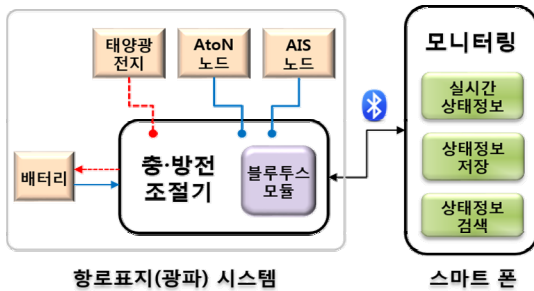 태양광
전지
AtoN
노드
AIS
노드
배터리
충·방전
조절기
블루투스
모듈
항로표지(광파) 시스템
모니터링
실시간
상태정보
상태정보
저장
상태정보
검색
스마트 폰